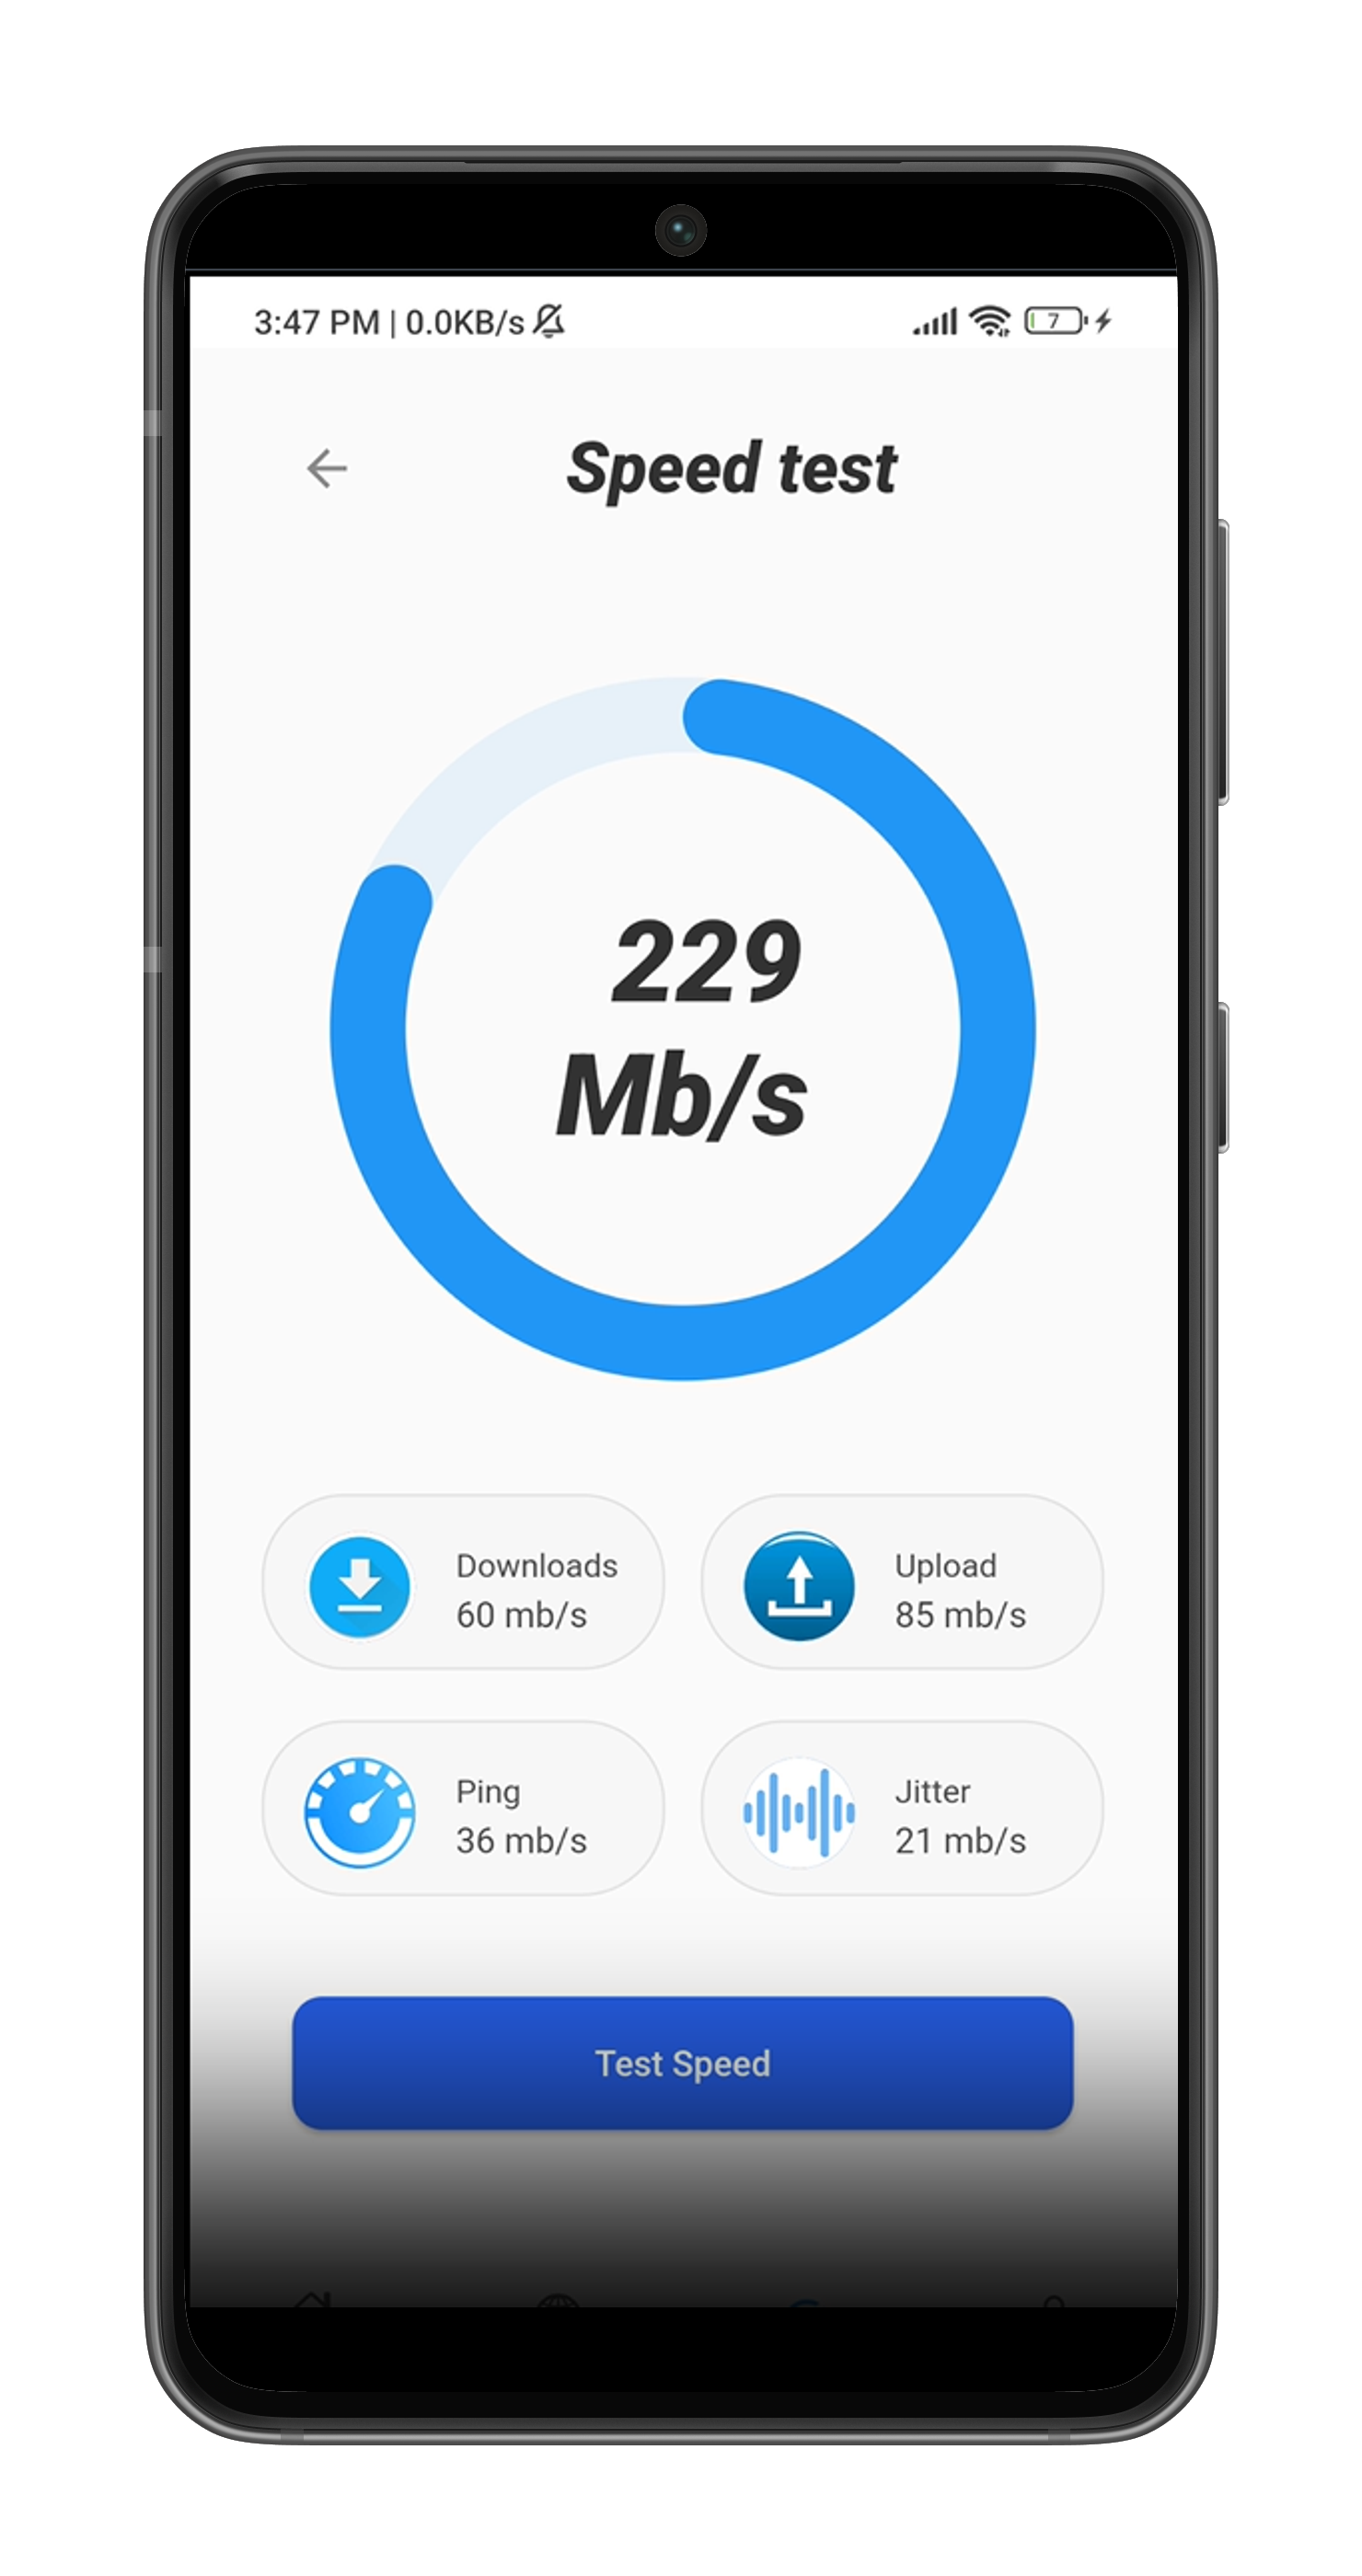 3:47 PM | 0.0KB/s
7
Speed test
229
Mb/s
Downloads
60 mb/s
Upload
85 mb/s
Ping
36 mb/s
Jitter
21 mb/s
Test Speed